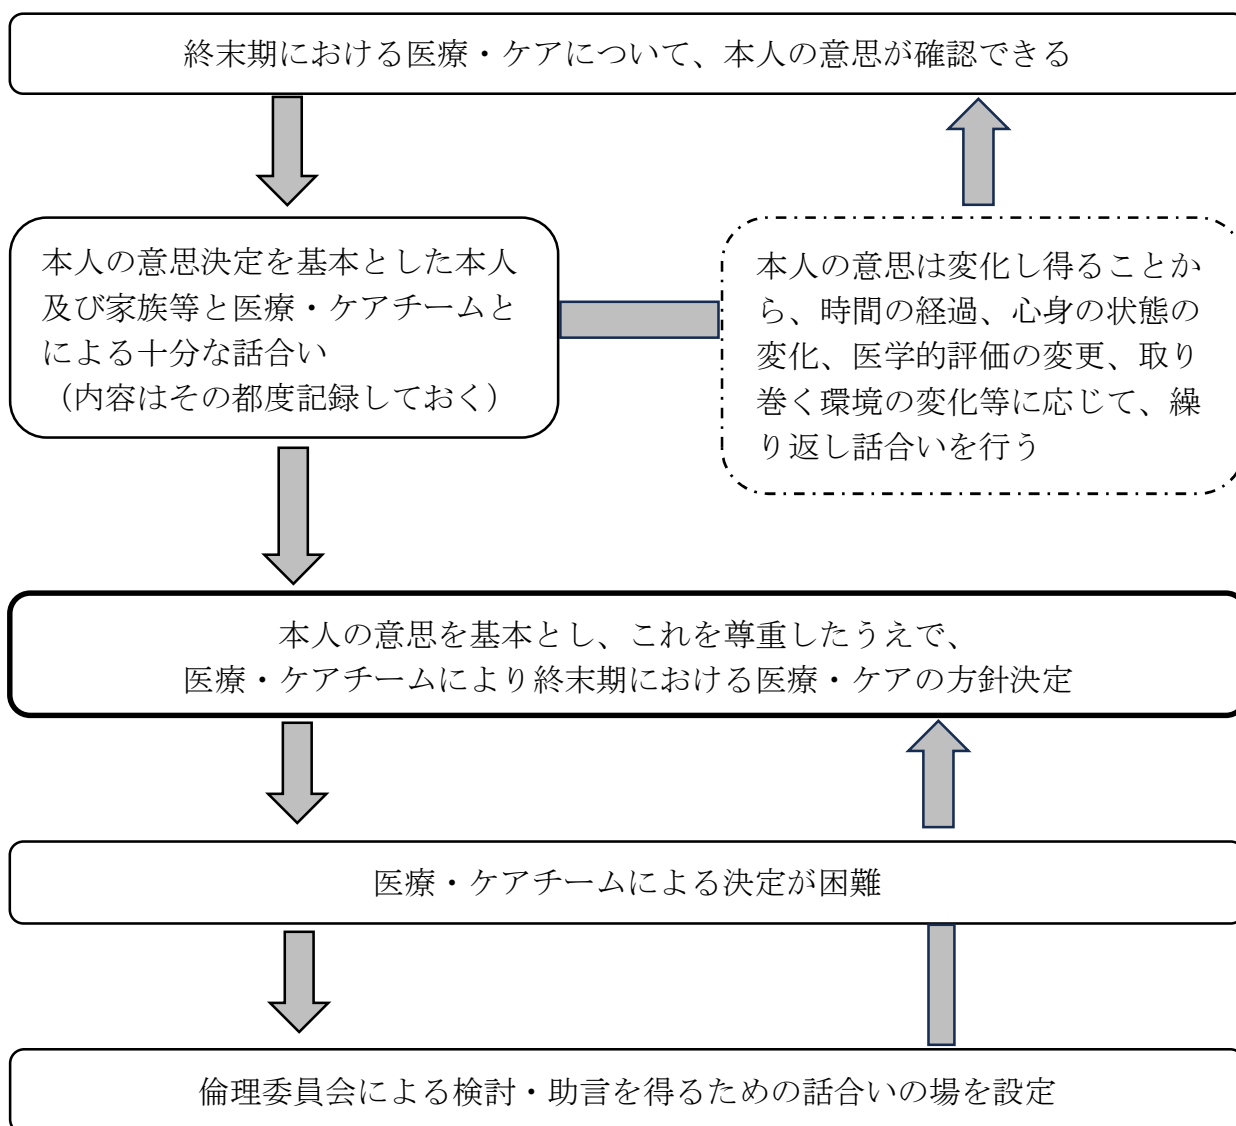 終末期における医療・ケアについて、本人の意思が確認できる
本人の意思決定を基本とした本人
及び家族等と医療・ケアチームと
による十分な話合い
（内容はその都度記録しておく）
本人の意思は変化し得ることか
ら、時間の経過、心身の状態の
変化、医学的評価の変更、取り
巻く環境の変化等に応じて、繰
り返し話合いを行う
本人の意思を基本とし、これを尊重したうえで、
医療・ケアチームにより終末期における医療・ケアの方針決定
医療・ケアチームによる決定が困難
倫理委員会による検討・助言を得るための話合いの場を設定